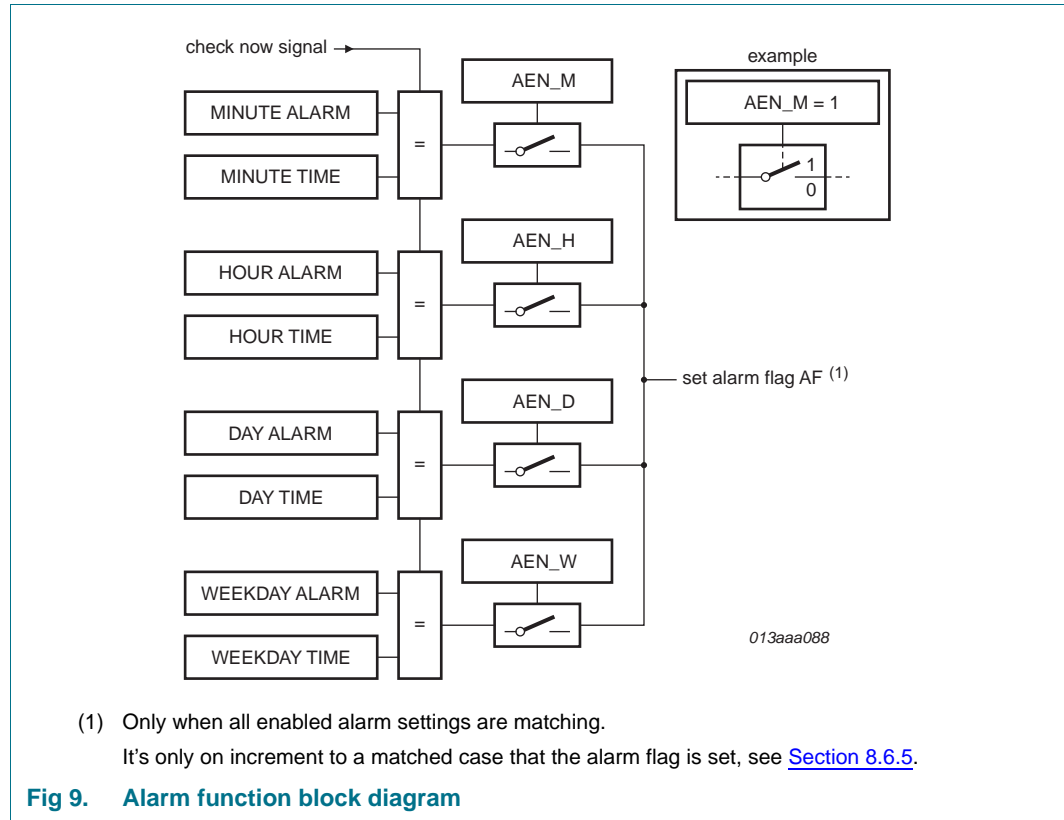 check now signal
example
AEN_M
AEN_M = 1
MINUTE ALARM
=
MINUTE TIME
1
0
AEN_H
HOUR ALARM
=
HOUR TIME
set alarm flag AF (1)
AEN_D
DAY ALARM
=
DAY TIME
AEN_W
WEEKDAY ALARM
=
WEEKDAY TIME
013aaa088
(1) Only when all enabled alarm settings are matching.
It's only on increment to a matched case that the alarm flag is set, see Section 8.6.5.
Fig 9. Alarm function block diagram